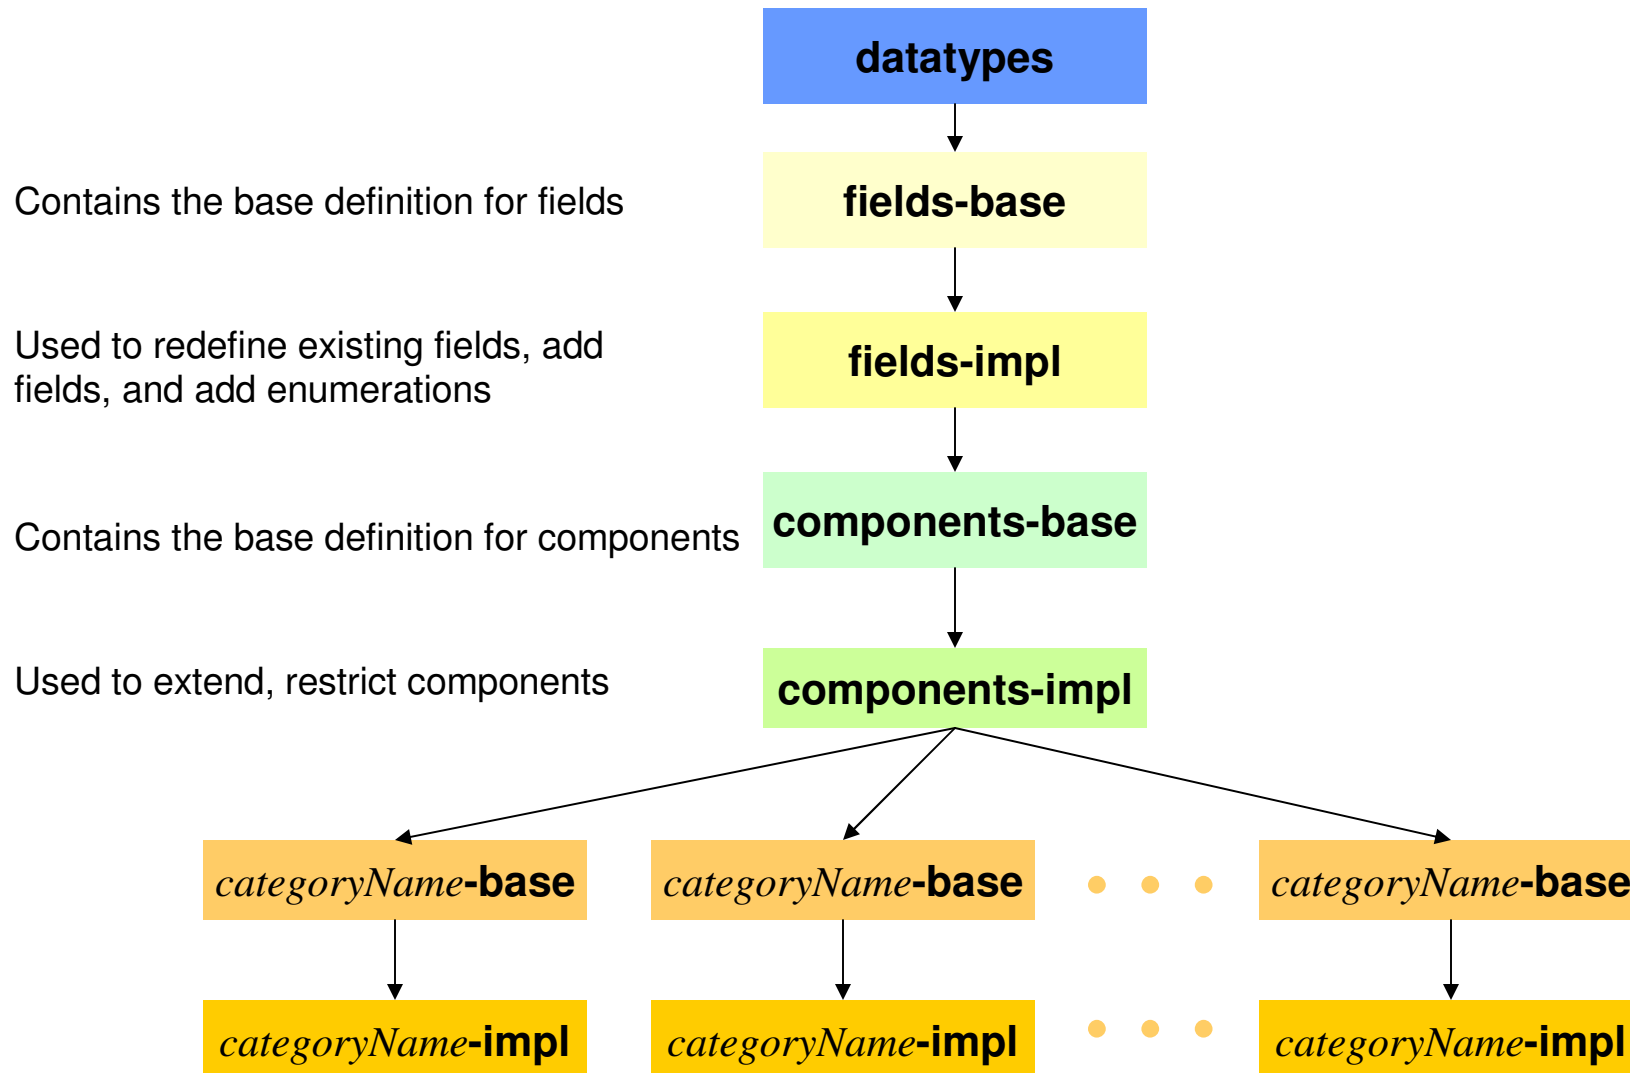 datatypes
Contains the base definition for fields
fields-base
Used to redefine existing fields, add
fields, and add enumerations
fields-impl
Contains the base definition for components
components-base
Used to extend, restrict components
components-impl
categoryName-base
categoryName-base
categoryName-base
categoryName-impl
categoryName-impl
categoryName-impl